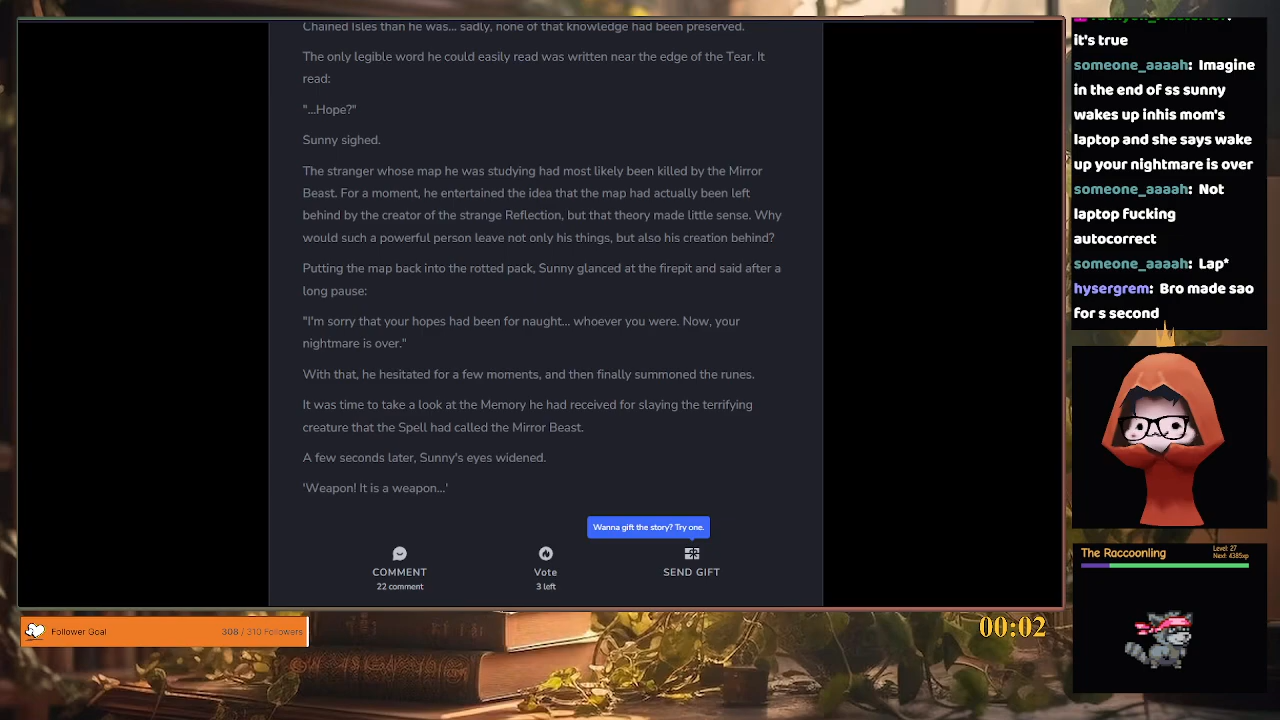 Chained Isles than he was... sadly, none of that knowledge had been preserved.
The only legible word he could easily read was written near the edge of the Tear. It
read:
"...Hope?"
Sunny sighed.
The stranger whose map he was studying had most likely been killed by the Mirror
Beast. For a moment, he entertained the idea that the map had actually been left
behind by the creator of the strange Reflection, but that theory made little sense. Why
would such a powerful person leave not only his things, but also his creation behind?
Putting the map back into the rotted pack, Sunny glanced at the firepit and said after a
long pause:
"I'm sorry that your hopes had been for naught... whoever you were. Now, your
nightmare is over."
With that, he hesitated for a few moments, and then finally summoned the runes.
It was time to take a look at the Memory he had received for slaying the terrifying
creature that the Spell had called the Mirror Beast.
A few seconds later, Sunny's eyes widened.
'Weapon! It is a weapon...'
Wanna gift the story? Try one.
COMMENT
22 comment
Vote
3 left
SEND GIFT
it's true
someone_aaaah: Imagine
in the end of ss sunny
wakes up inhis mom's
laptop and she says wake
up your nightmare is over
someone_aaaah: Not
laptop fucking
autocorrect
someone_aaaah: Lap*
hysergrem: Bro made sao
for s second
The Raccoonling
Level: 27
Next: 4385xp
Follower Goal
308 / 310 Followers
00:02